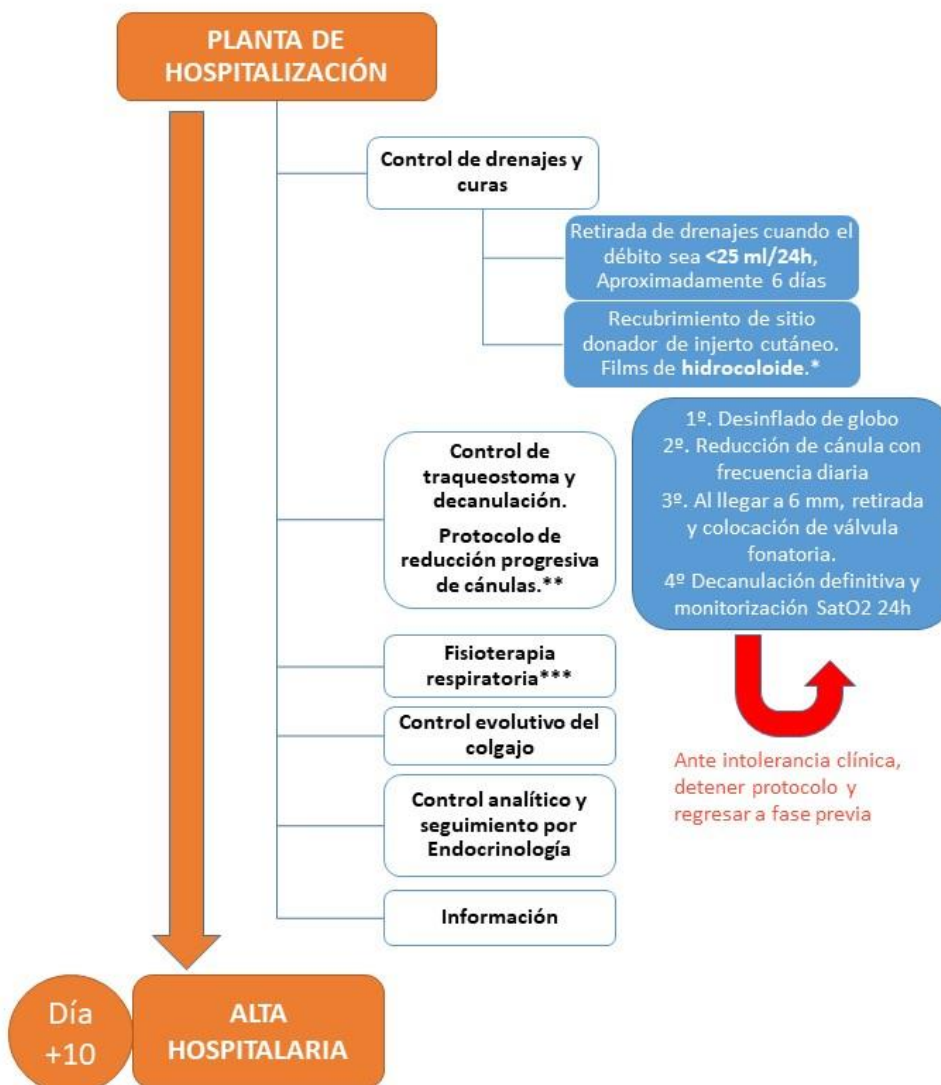 PLANTA DE
HOSPITALIZACIÓN
Control de drenajes y
curas
Retirada de drenajes cuando el
débito sea <25 ml/24h,
Aproximadamente 6 días
Recubrimiento de sitio
donador de injerto cutáneo.
Films de hidrocoloide.*
Control de
traqueostoma y
decanulación.
Protocolo de
reducción progresiva
de cánulas.**
1º. Desinflado de globo
2º. Reducción de cánula con
frecuencia diaria
3º. Al llegar a 6 mm, retirada
y colocación de válvula
fonatoria.
4º Decanulación definitiva y
monitorización SatO2 24h
Fisioterapia
respiratoria***
Control evolutivo del
colgajo
Ante intolerancia clínica,
detener protocolo y
regresar a fase previa
Control analítico y
seguimiento por
Endocrinología
Información
Día
+10
ALTA
HOSPITALARIA